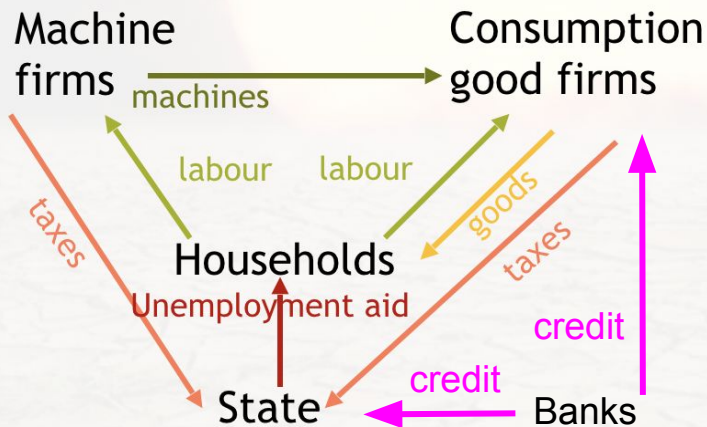 Machine
firms
Consumption
good firms
machines
labour
labour
goods
taxes
taxes
Households
Unemployment aid
credit
credit
State
Banks